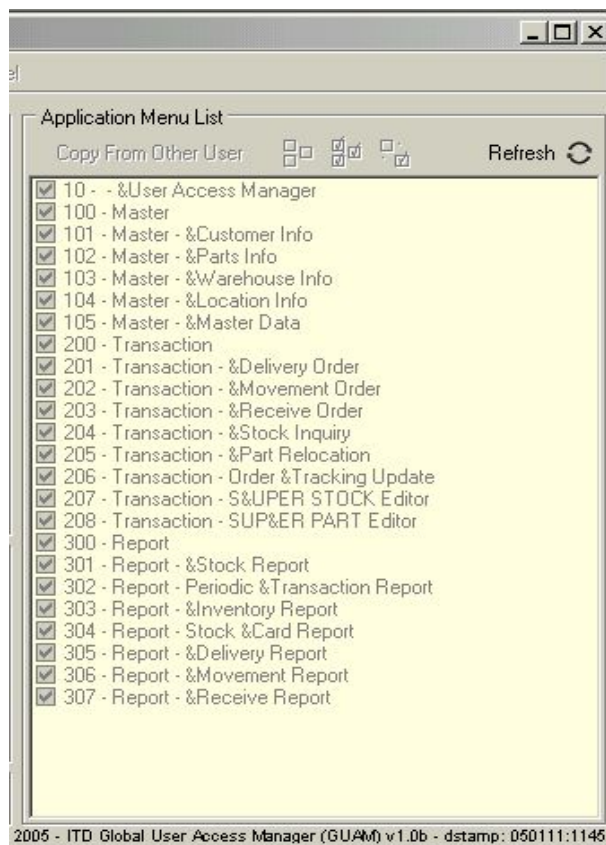 el
Application Menu List
Copy From Other User Refresh
10 - - &User Access Manager
100 - Master
101 - Master - &Customer Info
102 - Master - &Parts Info
103 - Master - &Warehouse Info
104 - Master - &Location Info
105 - Master - &Master Data
200 - Transaction
201 - Transaction - &Delivery Order
202 - Transaction - &Movement Order
203 - Transaction - &Receive Order
204 - Transaction - &Stock Inquiry
205 - Transaction - &Part Relocation
206 - Transaction - Order &Tracking Update
207 - Transaction - S&UPER STOCK Editor
208 - Transaction - SUP&ER PART Editor
300 - Report
301 - Report - &Stock Report
302 - Report - Periodic &Transaction Report
303 - Report - &Inventory Report
304 - Report - Stock &Card Report
305 - Report - &Delivery Report
306 - Report - &Movement Report
307 - Report - &Receive Report
2005 - ITD Global User Access Manager (GUAM) v1.0b - dstamp: 050111:1145